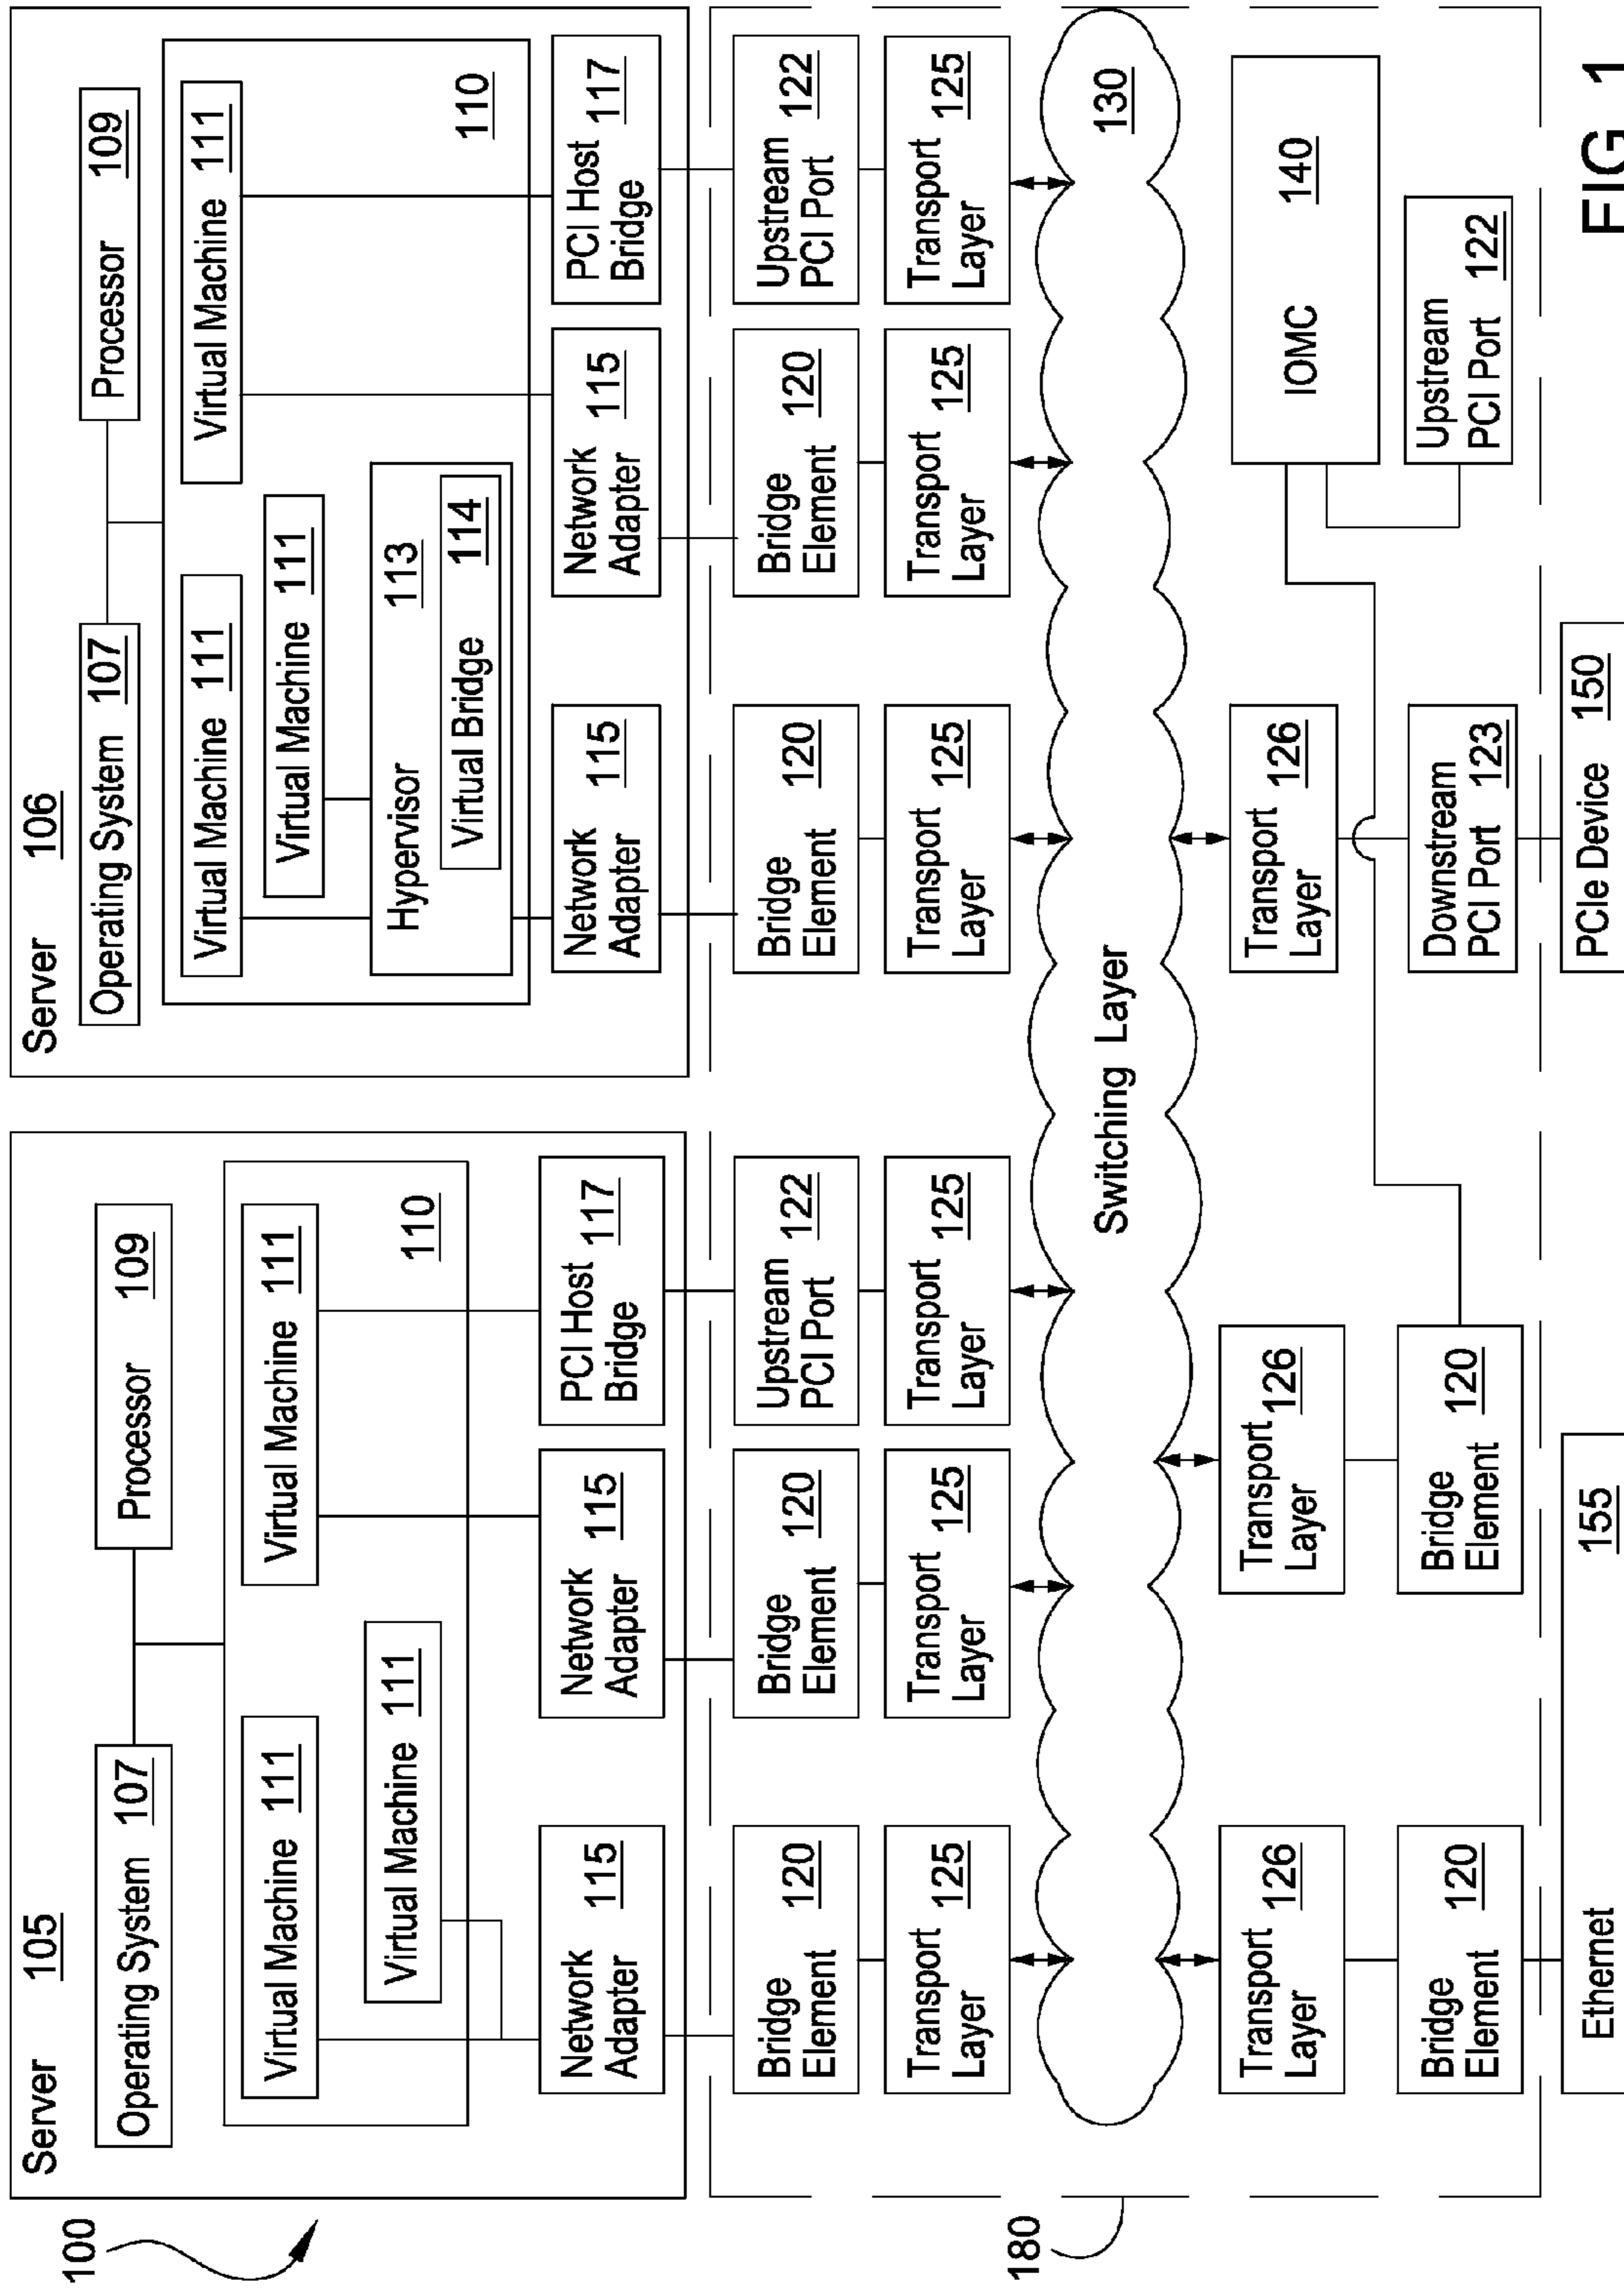 100
Server 105
Operating System 107
Processor 109
Virtual Machine 111
Virtual Machine 111
Virtual Machine 111
110
Network
Adapter 115
Network
Adapter 115
PCI Host
Bridge 117
Server 106
Operating System 107
Processor 109
Virtual Machine 111
Virtual Machine 111
Virtual Machine 111
Hypervisor 113
Virtual Bridge 114
110
Network
Adapter 115
Network
Adapter 115
PCI Host
Bridge 117
180
Bridge
Element 120
Bridge
Element 120
Upstream
PCI Port 122
Bridge
Element 120
Bridge
Element 120
Upstream
PCI Port 122
Transport
Layer 125
Transport
Layer 125
Transport
Layer 125
Transport
Layer 125
Transport
Layer 125
Transport
Layer 125
Switching Layer 130
Transport
Layer 126
Transport
Layer 126
Transport
Layer 126
IOMC 140
Bridge
Element 120
Bridge
Element 120
Downstream
PCI Port 123
Upstream
PCI Port 122
Ethernet 155
PCIe Device 150
FIG 1